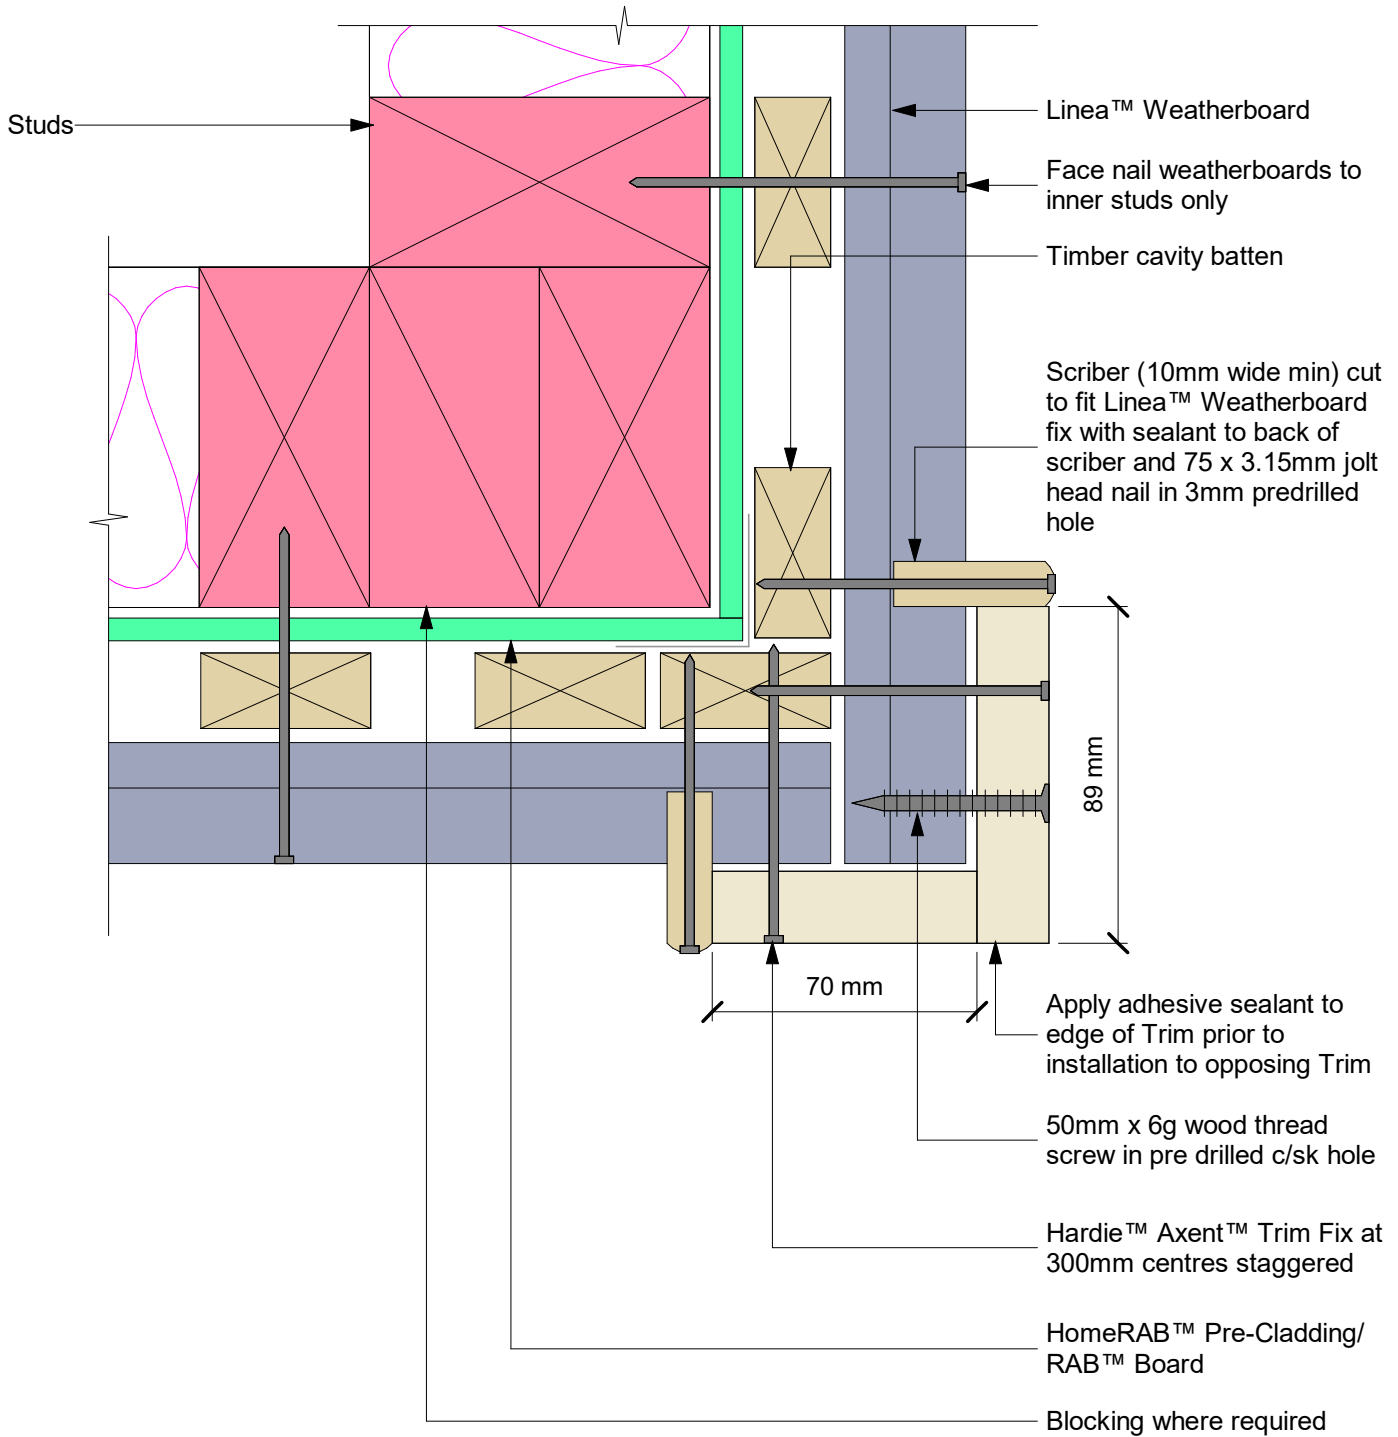 Studs
Linea™ Weatherboard
Face nail weatherboards to
inner studs only
Timber cavity batten
Scriber (10mm wide min) cut
to fit Linea™ Weatherboard
fix with sealant to back of
scriber and 75 x 3.15mm jolt
head nail in 3mm predrilled
hole
89 mm
70 mm
Apply adhesive sealant to
edge of Trim prior to
installation to opposing Trim
50mm x 6g wood thread
screw in pre drilled c/sk hole
Hardie™ Axent™ Trim Fix at
300mm centres staggered
HomeRAB™ Pre-Cladding/
RAB™ Board
Blocking where required